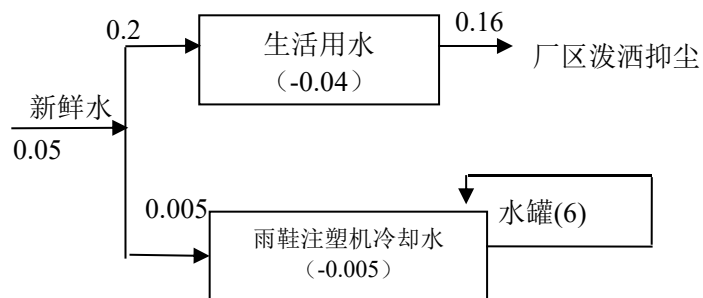 0.2
生活用水
（-0.04）
0.16
厂区泼洒抑尘
新鲜水
0.05
0.005
雨鞋注塑机冷却水
（-0.005）
水罐(6)